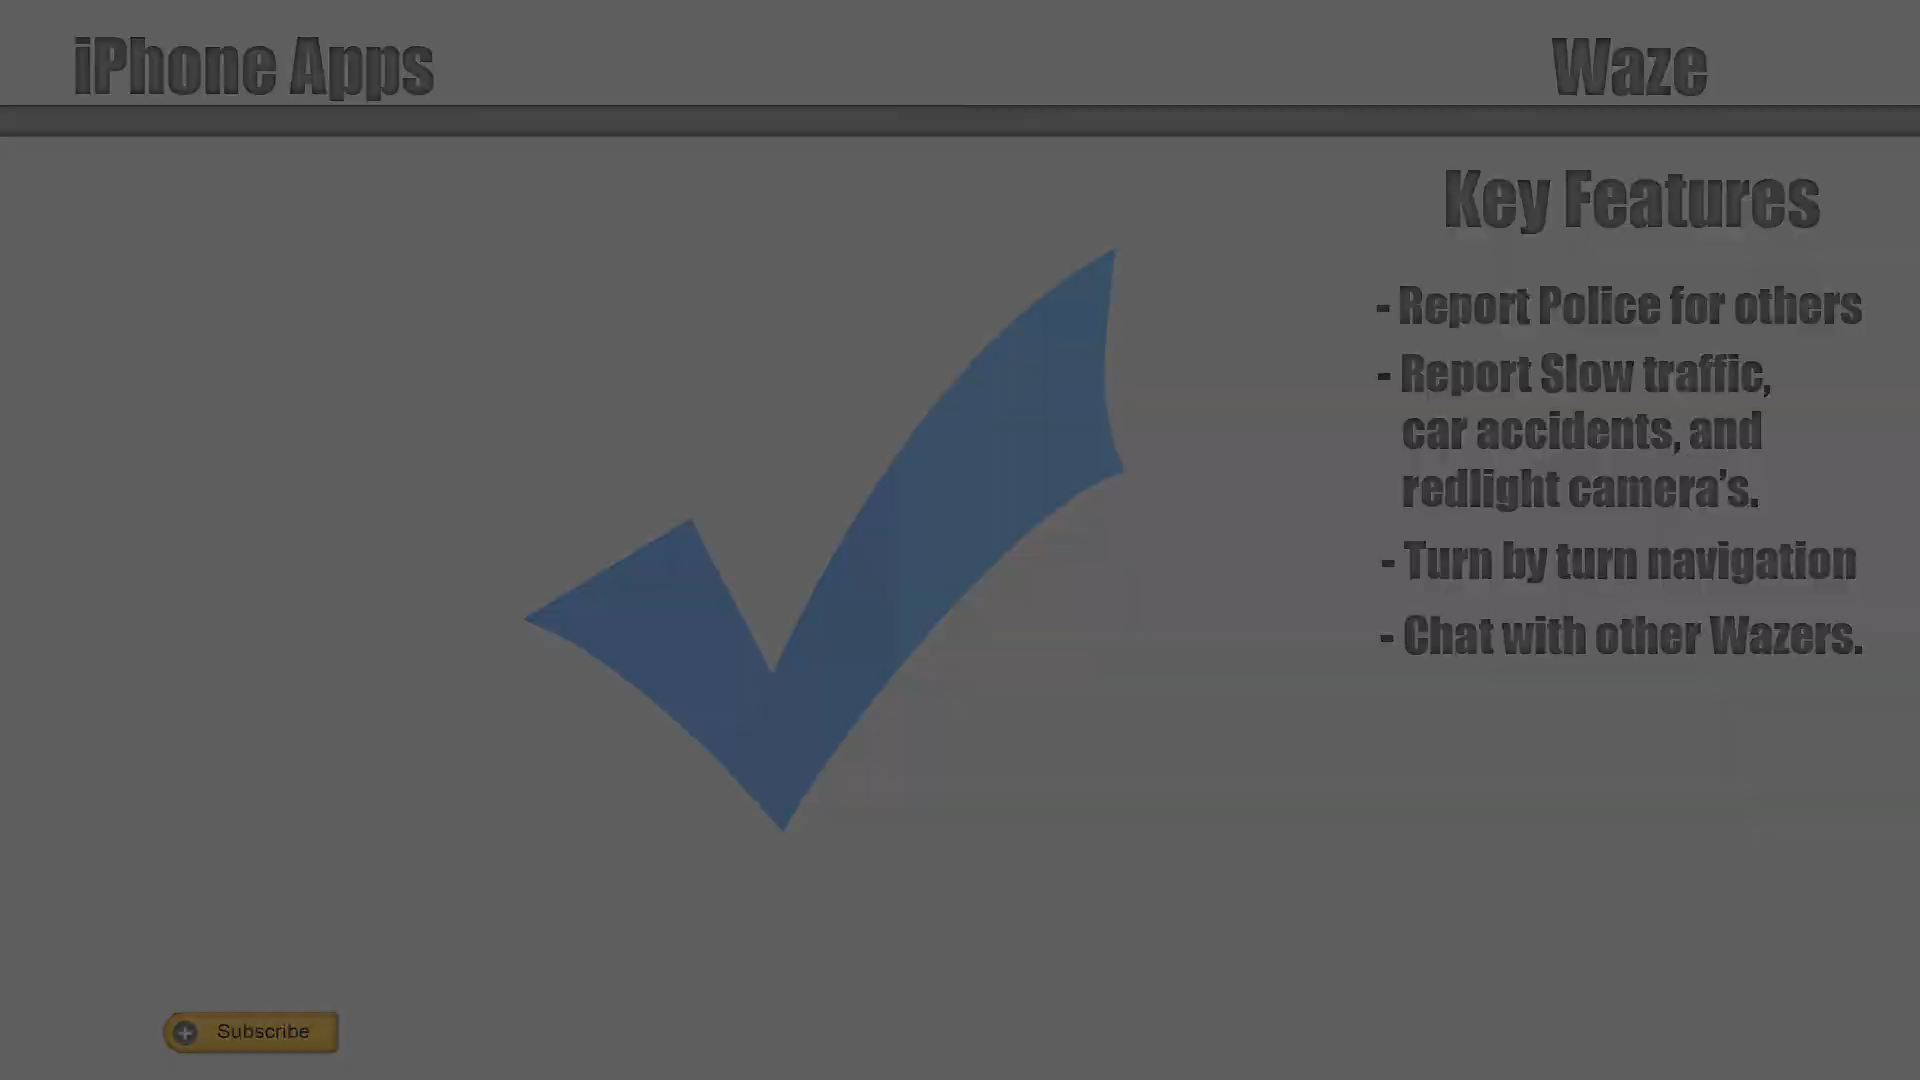 iPhone Apps
Waze
Key Features
- Report Police for others
- Report Slow traffic,
car accidents, and
redlight camera's.
- Turn by turn navigation
- Chat with other Wazers.
Subscribe